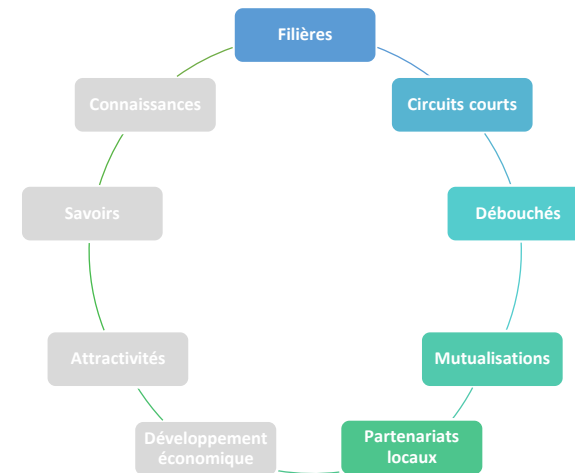 Filières
Circuits courts
Débouchés
Mutualisations
Partenariats
locaux
Développement
économique
Attractivités
Savoirs
Connaissances